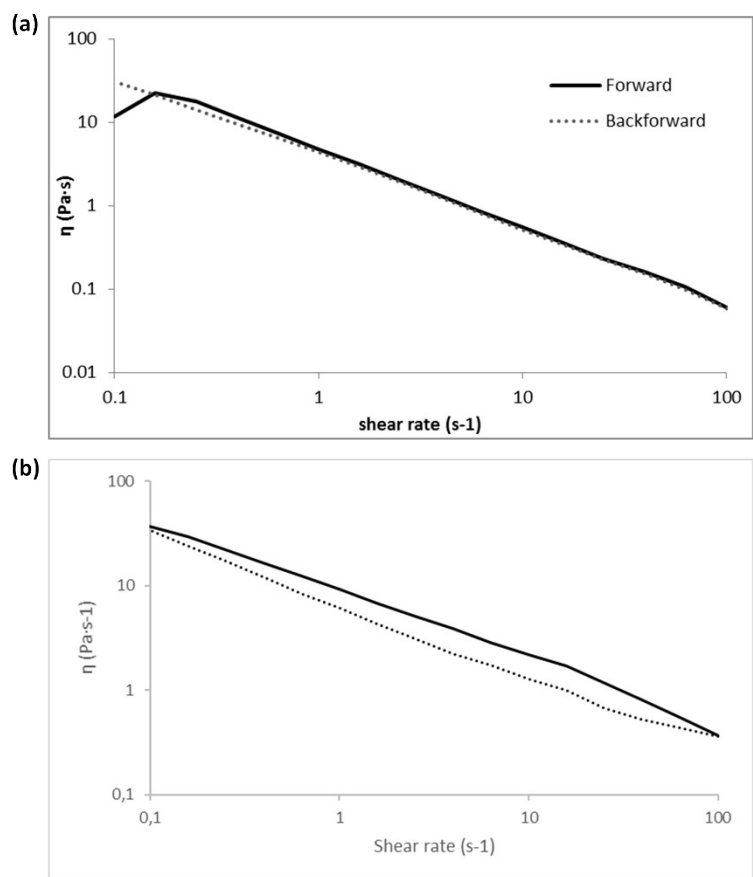 (a)
100
10
1
0.1
0.01
η (Pa·s)
Forward
Backforward
0.1 1 10 100
shear rate (s-1)
(b)
100
10
1
0,1
η (Pa·s-1)
0,1 1 10 100
Shear rate (s-1)